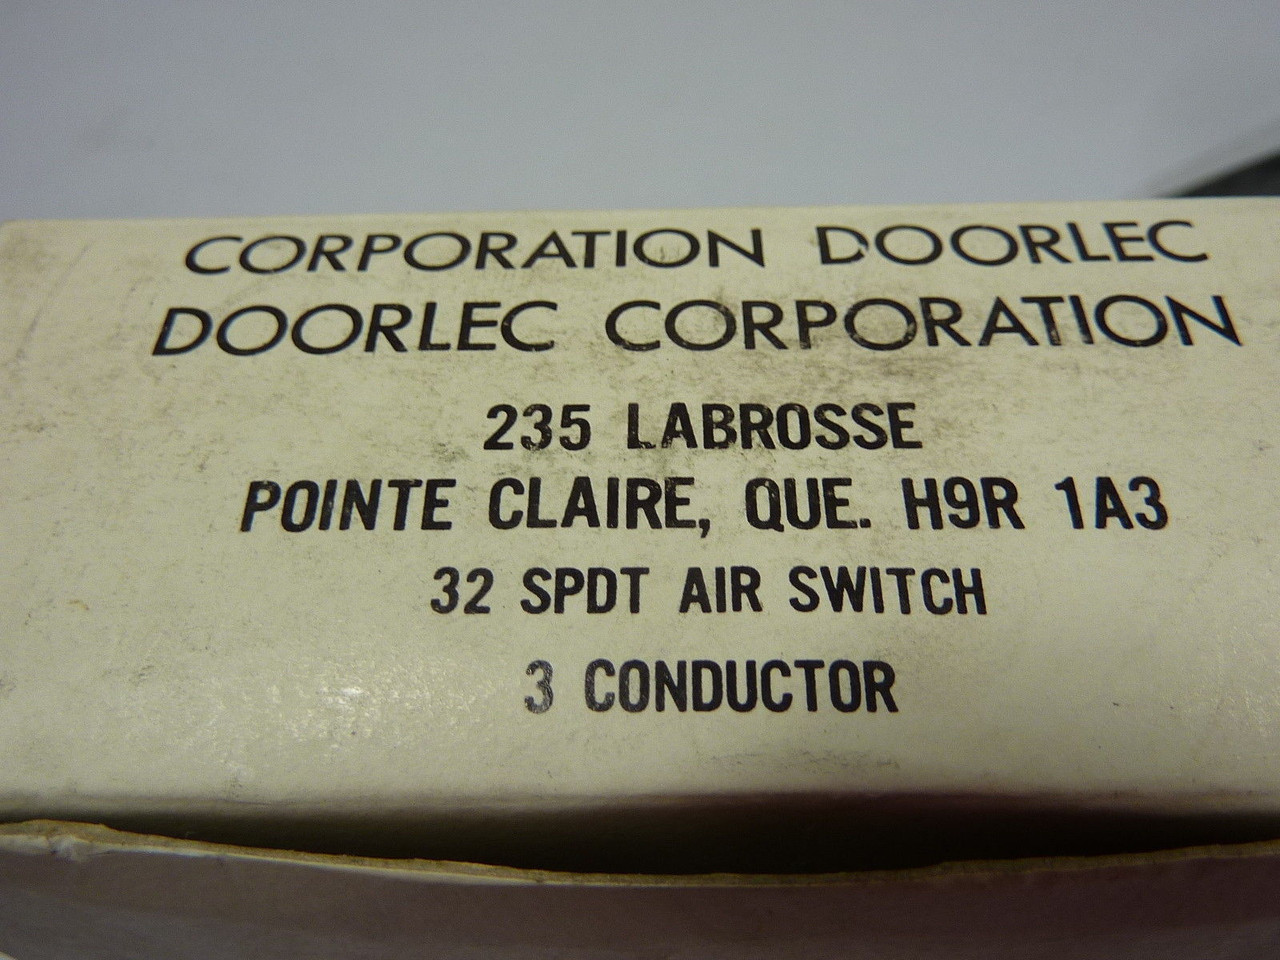 CORPORATION DOORLEC
DOORLEC CORPORATION
235 LABROSSE
POINTE CLAIRE, QUE. H9R 1A3
32 SPDT AIR SWITCH
3 CONDUCTOR